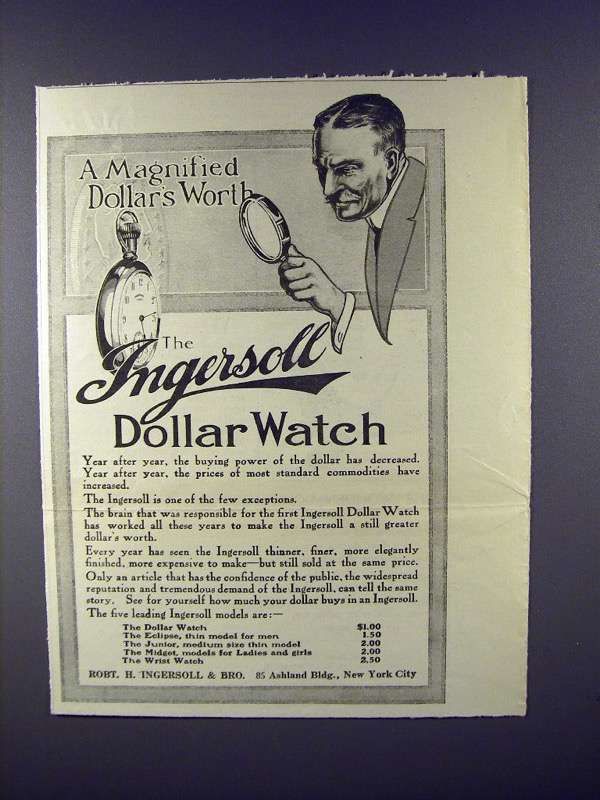 A Magnified
Dollar's Worth
The
Ingersoll
Dollar Watch
Year after year, the buying power of the dollar has decreased.
Year after year, the prices of most standard commodities have
increased.
The Ingersoll is one of the few exceptions.
The brain that was responsible for the first Ingersoll Dollar Watch
has worked all these years to make the Ingersoll a still greater
dollar's worth.
Every year has seen the Ingersoll thinner, finer, more elegantly
finished, more expensive to make—but still sold at the same price.
Only an article that has the confidence of the public, the widespread
reputation and tremendous demand of the Ingersoll, can tell the same
story. See for yourself how much your dollar buys in an Ingersoll.
The five leading Ingersoll models are:—
The Dollar Watch $1.00
The Eclipse, thin model for men 1.50
The Junior, medium size thin model 2.00
The Midget, models for Ladies and girls 2.00
The Wrist Watch 2.50
ROBT. H. INGERSOLL & BRO. 85 Ashland Bldg., New York City